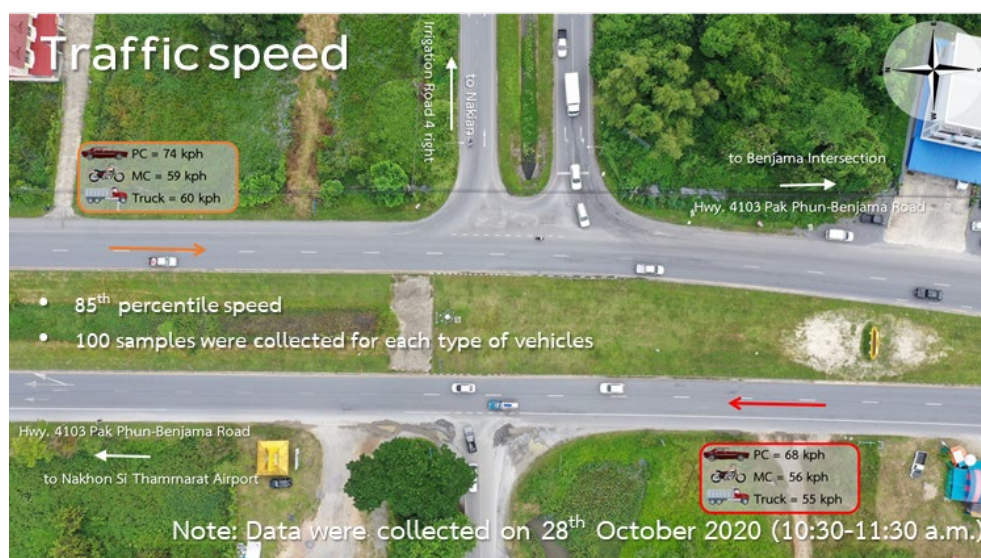 Traffic speed
Irrigation Road 4 right
to Naklan
PC = 74 kph
MC = 59 kph
Truck = 60 kph
to Benjama Intersection
Hwy. 4103 Pak Phun-Benjama Road
• 85th percentile speed
• 100 samples were collected for each type of vehicles
Hwy. 4103 Pak Phun-Benjama Road
to Nakhon Si Thammarat Airport
PC = 68 kph
MC = 56 kph
Truck = 55 kph
Note: Data were collected on 28th October 2020 (10:30-11:30 a.m.)